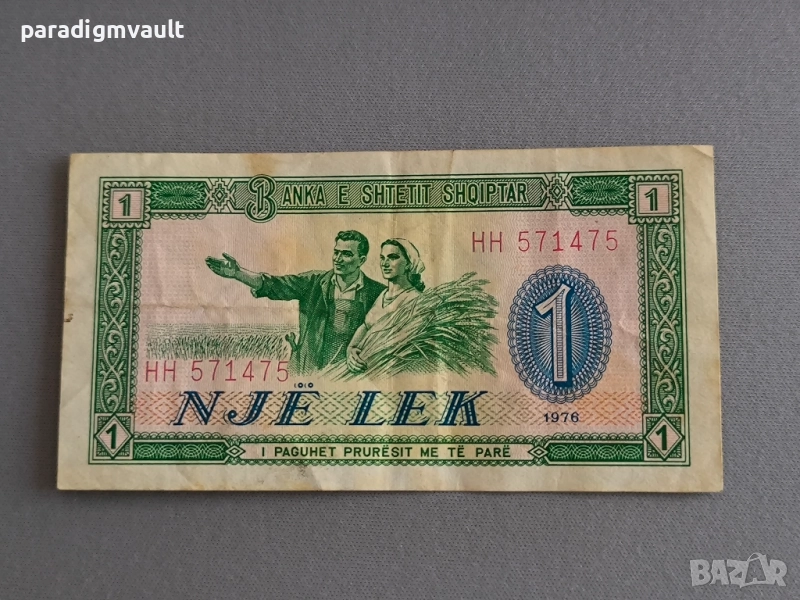 paradigmvault
1 BANKA E SHTETIT SHQIPTAR 1
HH 571475
1
HH 571475
NJË LEK 1976
1 I PAGUHET PRURËSIT ME TË PARË 1
BAZAR